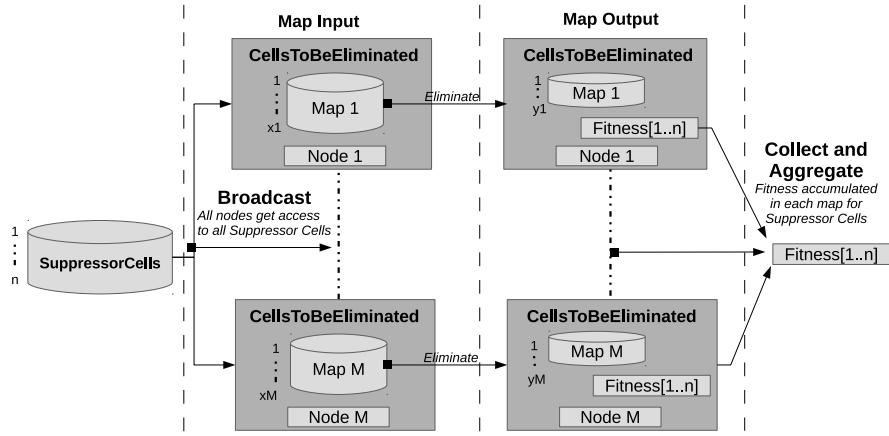 Map Input
Map Output
CellsToBeEliminated
1
Map 1
x1
Node 1
Eliminate
CellsToBeEliminated
1
Map 1
y1
Fitness[1..n]
Node 1
Collect and
Aggregate
Fitness accumulated
in each map for
Suppressor Cells
Fitness[1..n]
Broadcast
All nodes get access
to all Suppressor Cells
1
SuppressorCells
n
CellsToBeEliminated
1
Map M
xM
Node M
Eliminate
CellsToBeEliminated
1
Map M
yM
Fitness[1..n]
Node M